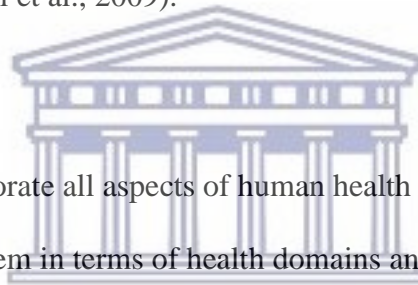 et al., 2009).
orate all aspects of human health
em in terms of health domains an